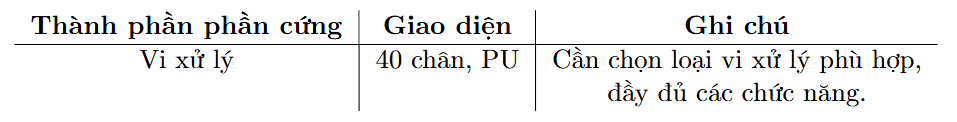 Thành phần phần cứng Giao diện Ghi chú
Vi xử lý 40 chân, PU Cần chọn loại vi xử lý phù hợp,
đầy đủ các chức năng.